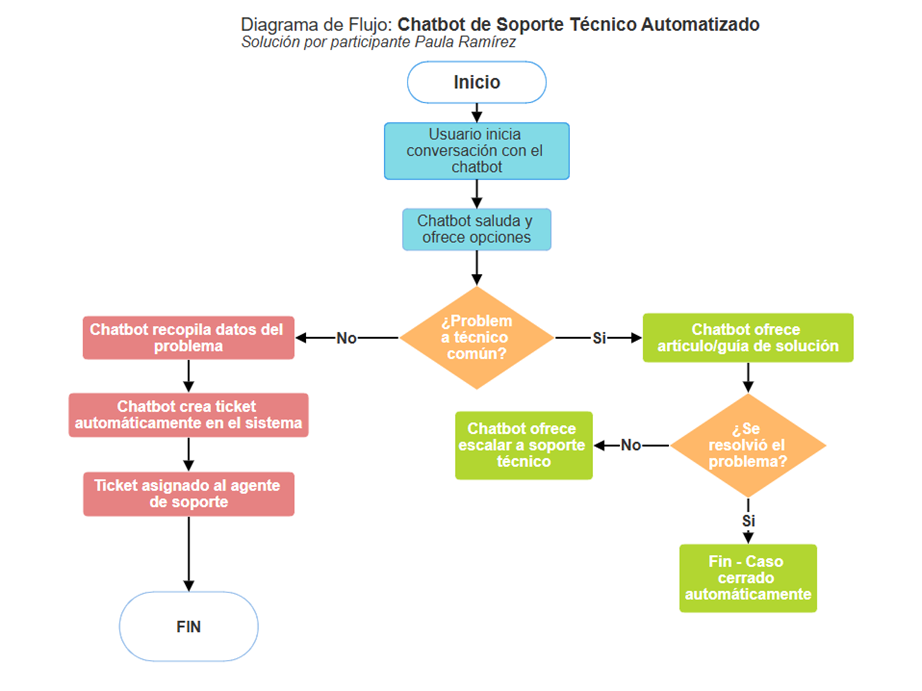 Diagrama de Flujo: Chatbot de Soporte Técnico Automatizado
Solución por participante Paula Ramírez
Inicio
Usuario inicia
conversación con el
chatbot
Chatbot saluda y
ofrece opciones
¿Problem
a técnico
común?
No
Si
Chatbot recopila datos del
problema
Chatbot crea ticket
automáticamente en el sistema
Ticket asignado al agente
de soporte
FIN
Chatbot ofrece
artículo/guía de solución
¿Se
resolvió el
problema?
No
Chatbot ofrece
escalar a soporte
técnico
Si
Fin - Caso
cerrado
automáticamente